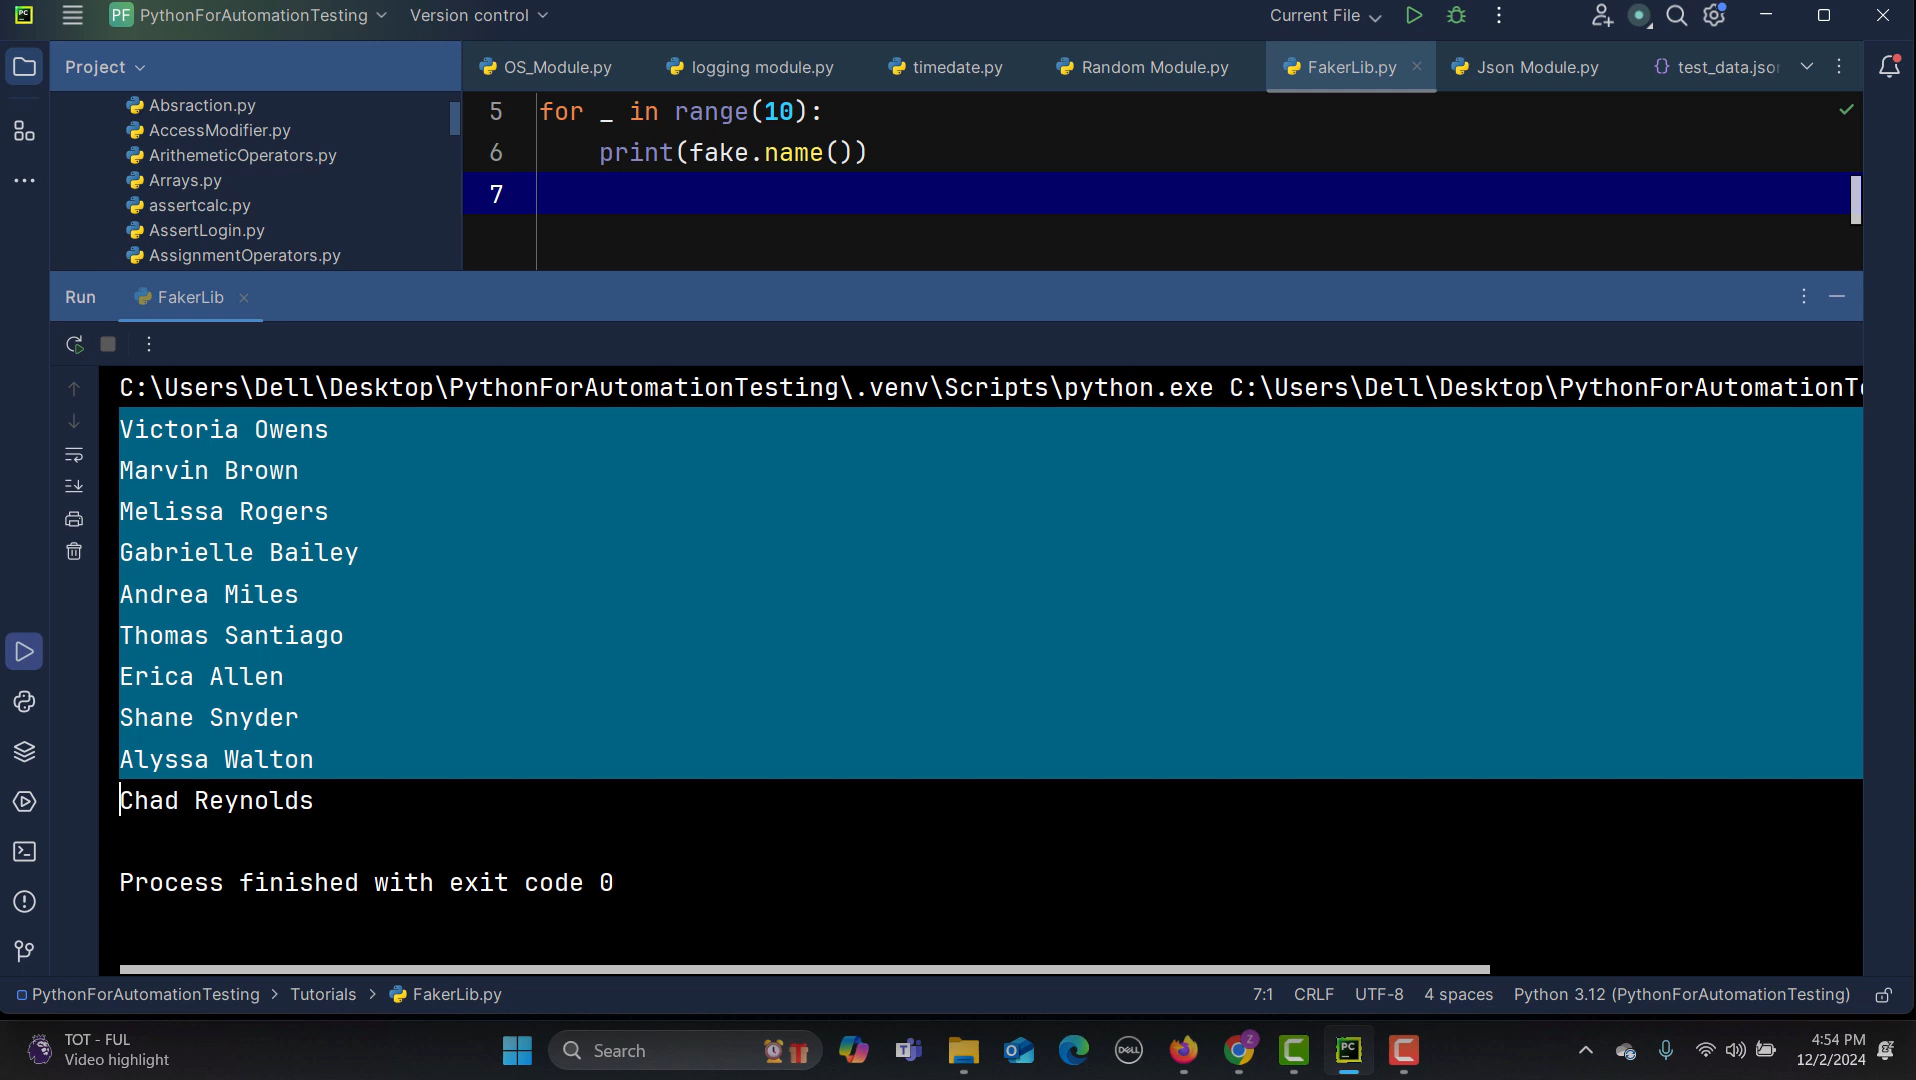 PC
PF PythonForAutomationTesting
Version control
Current File
Project
OS_Module.py
logging module.py
timedate.py
Random Module.py
FakerLib.py
Json Module.py
test_data.jso
Absraction.py
AccessModifier.py
ArithemeticOperators.py
Arrays.py
assertcalc.py
AssertLogin.py
AssignmentOperators.py
5 for _ in range(10):
6 print(fake.name())
7
Run
FakerLib
C:\Users\Dell\Desktop\PythonForAutomationTesting\.venv\Scripts\python.exe C:\Users\Dell\Desktop\PythonForAutomationT
Victoria Owens
Marvin Brown
Melissa Rogers
Gabrielle Bailey
Andrea Miles
Thomas Santiago
Erica Allen
Shane Snyder
Alyssa Walton
Chad Reynolds
Process finished with exit code 0
PythonForAutomationTesting > Tutorials > FakerLib.py
7:1 CRLF UTF-8 4 spaces Python 3.12 (PythonForAutomationTesting)
TOT - FUL
Video highlight
Search
DELL
Z
PC
4:54 PM
12/2/2024